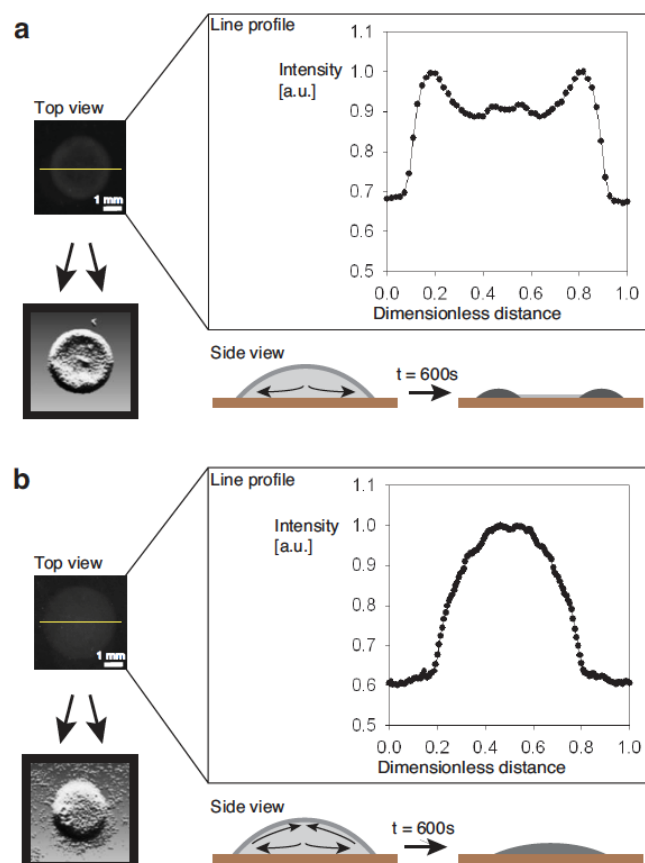 a
Line profile
Intensity
[a.u.]
1.1
1.0
0.9
0.8
0.7
0.6
0.5
0.0 0.2 0.4 0.6 0.8 1.0
Dimensionless distance
Top view
1 mm
Side view
t = 600s
b
Line profile
Intensity
[a.u.]
1.1
1.0
0.9
0.8
0.7
0.6
0.5
0.0 0.2 0.4 0.6 0.8 1.0
Dimensionless distance
Top view
1 mm
Side view
t = 600s